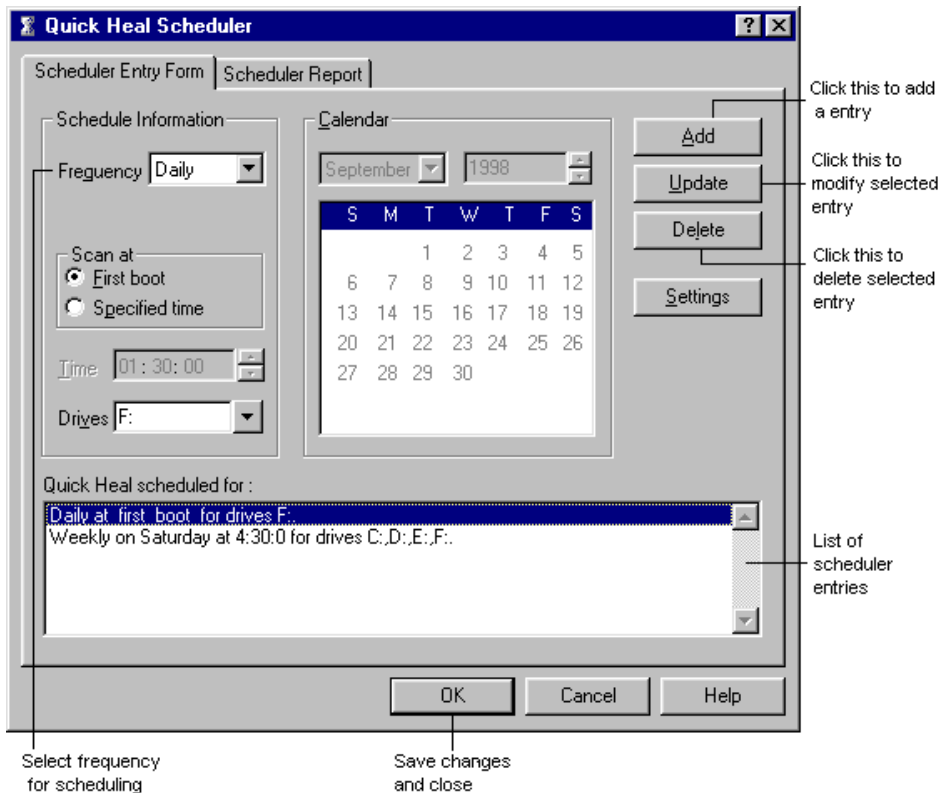 Quick Heal Scheduler
Scheduler Entry Form
Scheduler Report
Schedule Information
Freguency Daily
Scan at
First boot
Specified time
Time 01 : 30 : 00
Drives F:
Calendar
September 1998
S M T W T F S
1 2 3 4 5
6 7 8 9 10 11 12
13 14 15 16 17 18 19
20 21 22 23 24 25 26
27 28 29 30
Add
Update
Delete
Settings
Quick Heal scheduled for :
Daily at first boot for drives F:.
Weekly on Saturday at 4:30:0 for drives C:,D:,E:,F:.
OK
Cancel
Help
Click this to add
a entry
Click this to
modify selected
entry
Click this to
delete selected
entry
List of
scheduler
entries
Select frequency
for scheduling
Save changes
and close